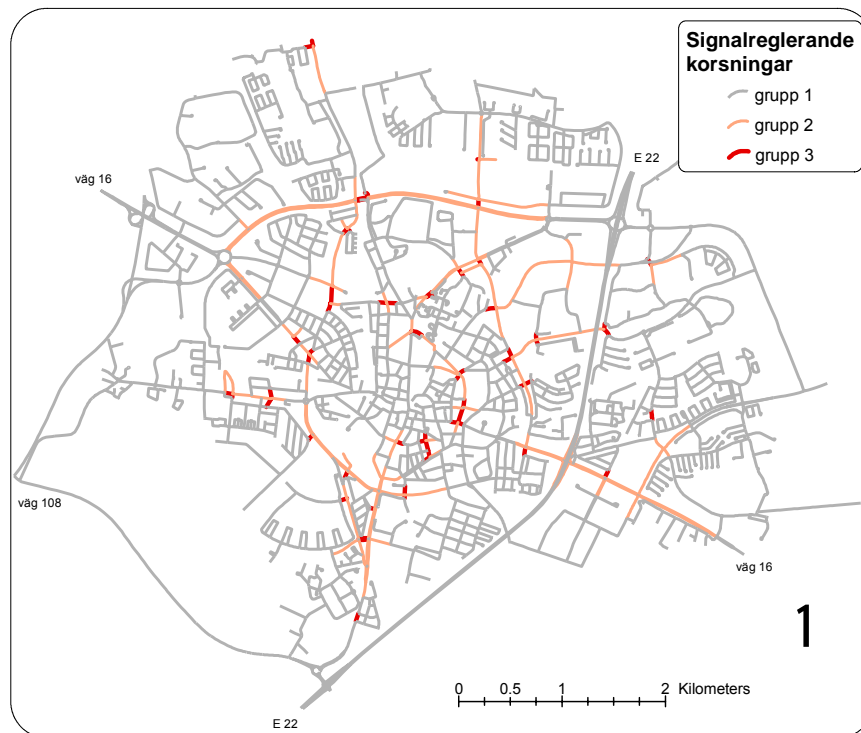 Signalreglerande
korsningar
grupp 1
grupp 2
grupp 3
E 22
väg 16
väg 108
väg 16
1
0 0.5 1 2 Kilometers
E 22